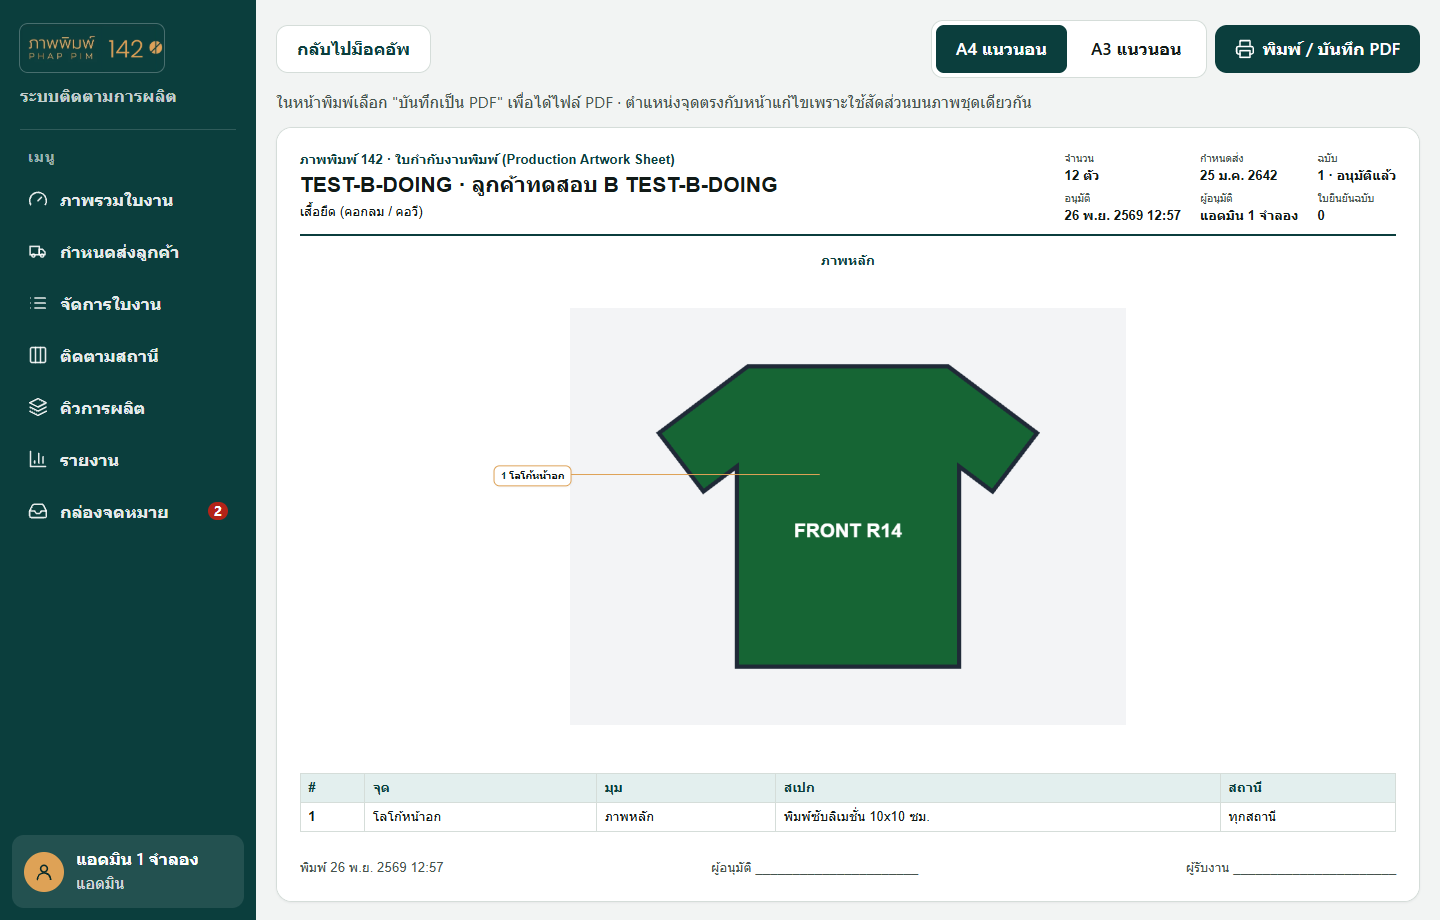 ภาพพิมพ์
PHAP PIM
142
ระบบติดตามการผลิต
เมนู
ภาพรวมใบงาน
กำหนดส่งลูกค้า
จัดการใบงาน
ติดตามสถานี
คิวการผลิต
รายงาน
กล่องจดหมาย 2
แอดมิน 1 จำลอง
แอดมิน
กลับไปม็อคอัพ
A4 แนวนอน
A3 แนวนอน
พิมพ์ / บันทึก PDF
ในหน้าพิมพ์เลือก "บันทึกเป็น PDF" เพื่อได้ไฟล์ PDF · ตำแหน่งจุดตรงกับหน้าแก้ไขเพราะใช้สัดส่วนบนภาพชุดเดียวกัน
ภาพพิมพ์ 142 · ใบกำกับงานพิมพ์ (Production Artwork Sheet)
TEST-B-DOING · ลูกค้าทดสอบ B TEST-B-DOING
เสื้อยืด (คอกลม / คอวี)
จำนวน
12 ตัว
กำหนดส่ง
25 ม.ค. 2642
ฉบับ
1 · อนุมัติแล้ว
อนุมัติ
26 พ.ย. 2569 12:57
ผู้อนุมัติ
แอดมิน 1 จำลอง
ใบยืนยันฉบับ
0
ภาพหลัก
1 โลโก้หน้าอก
FRONT R14
# จุด มุม สเปก สถานี
1 โลโก้หน้าอก ภาพหลัก พิมพ์ซับลิเมชั่น 10x10 ซม. ทุกสถานี
พิมพ์ 26 พ.ย. 2569 12:57 ผู้อนุมัติ ผู้รับงาน